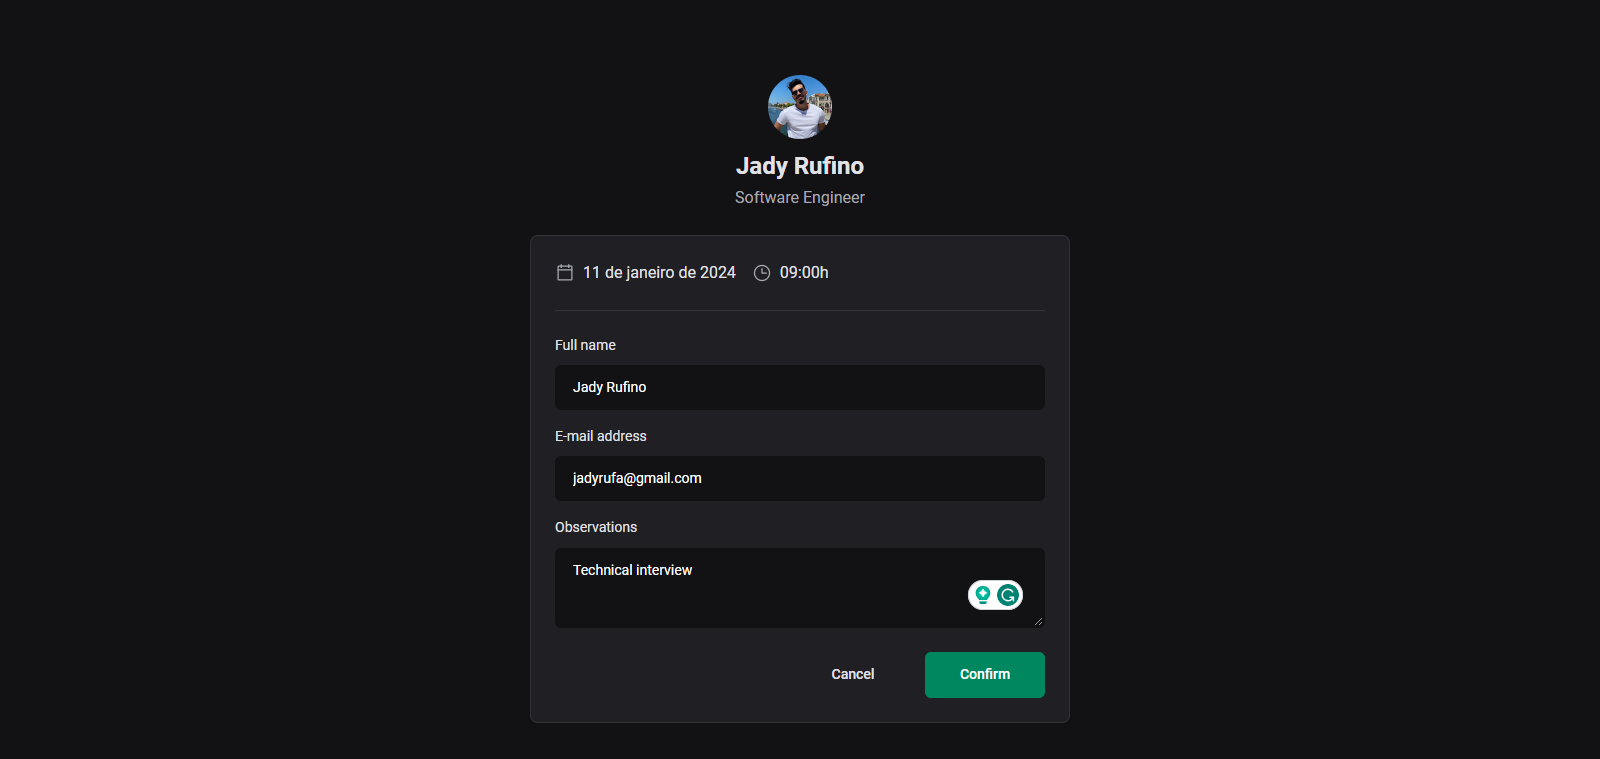 Jady Rufino
Software Engineer
11 de janeiro de 2024 09:00h
Full name
Jady Rufino
E-mail address
jadyrufa@gmail.com
Observations
Technical interview
Cancel Confirm